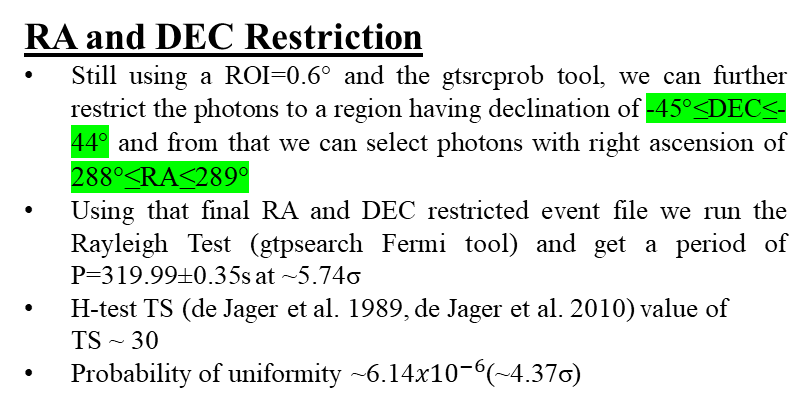 RA and DEC Restriction
• Still using a ROI=0.6° and the gtsrcprob tool, we can further
restrict the photons to a region having declination of -45°≤DEC≤-
44° and from that we can select photons with right ascension of
288°≤RA≤289°
• Using that final RA and DEC restricted event file we run the
Rayleigh Test (gtpsearch Fermi tool) and get a period of
P=319.99±0.35s at ~5.74σ
• H-test TS (de Jager et al. 1989, de Jager et al. 2010) value of
TS ~ 30
• Probability of uniformity ~6.14x10⁻⁶(~4.37σ)